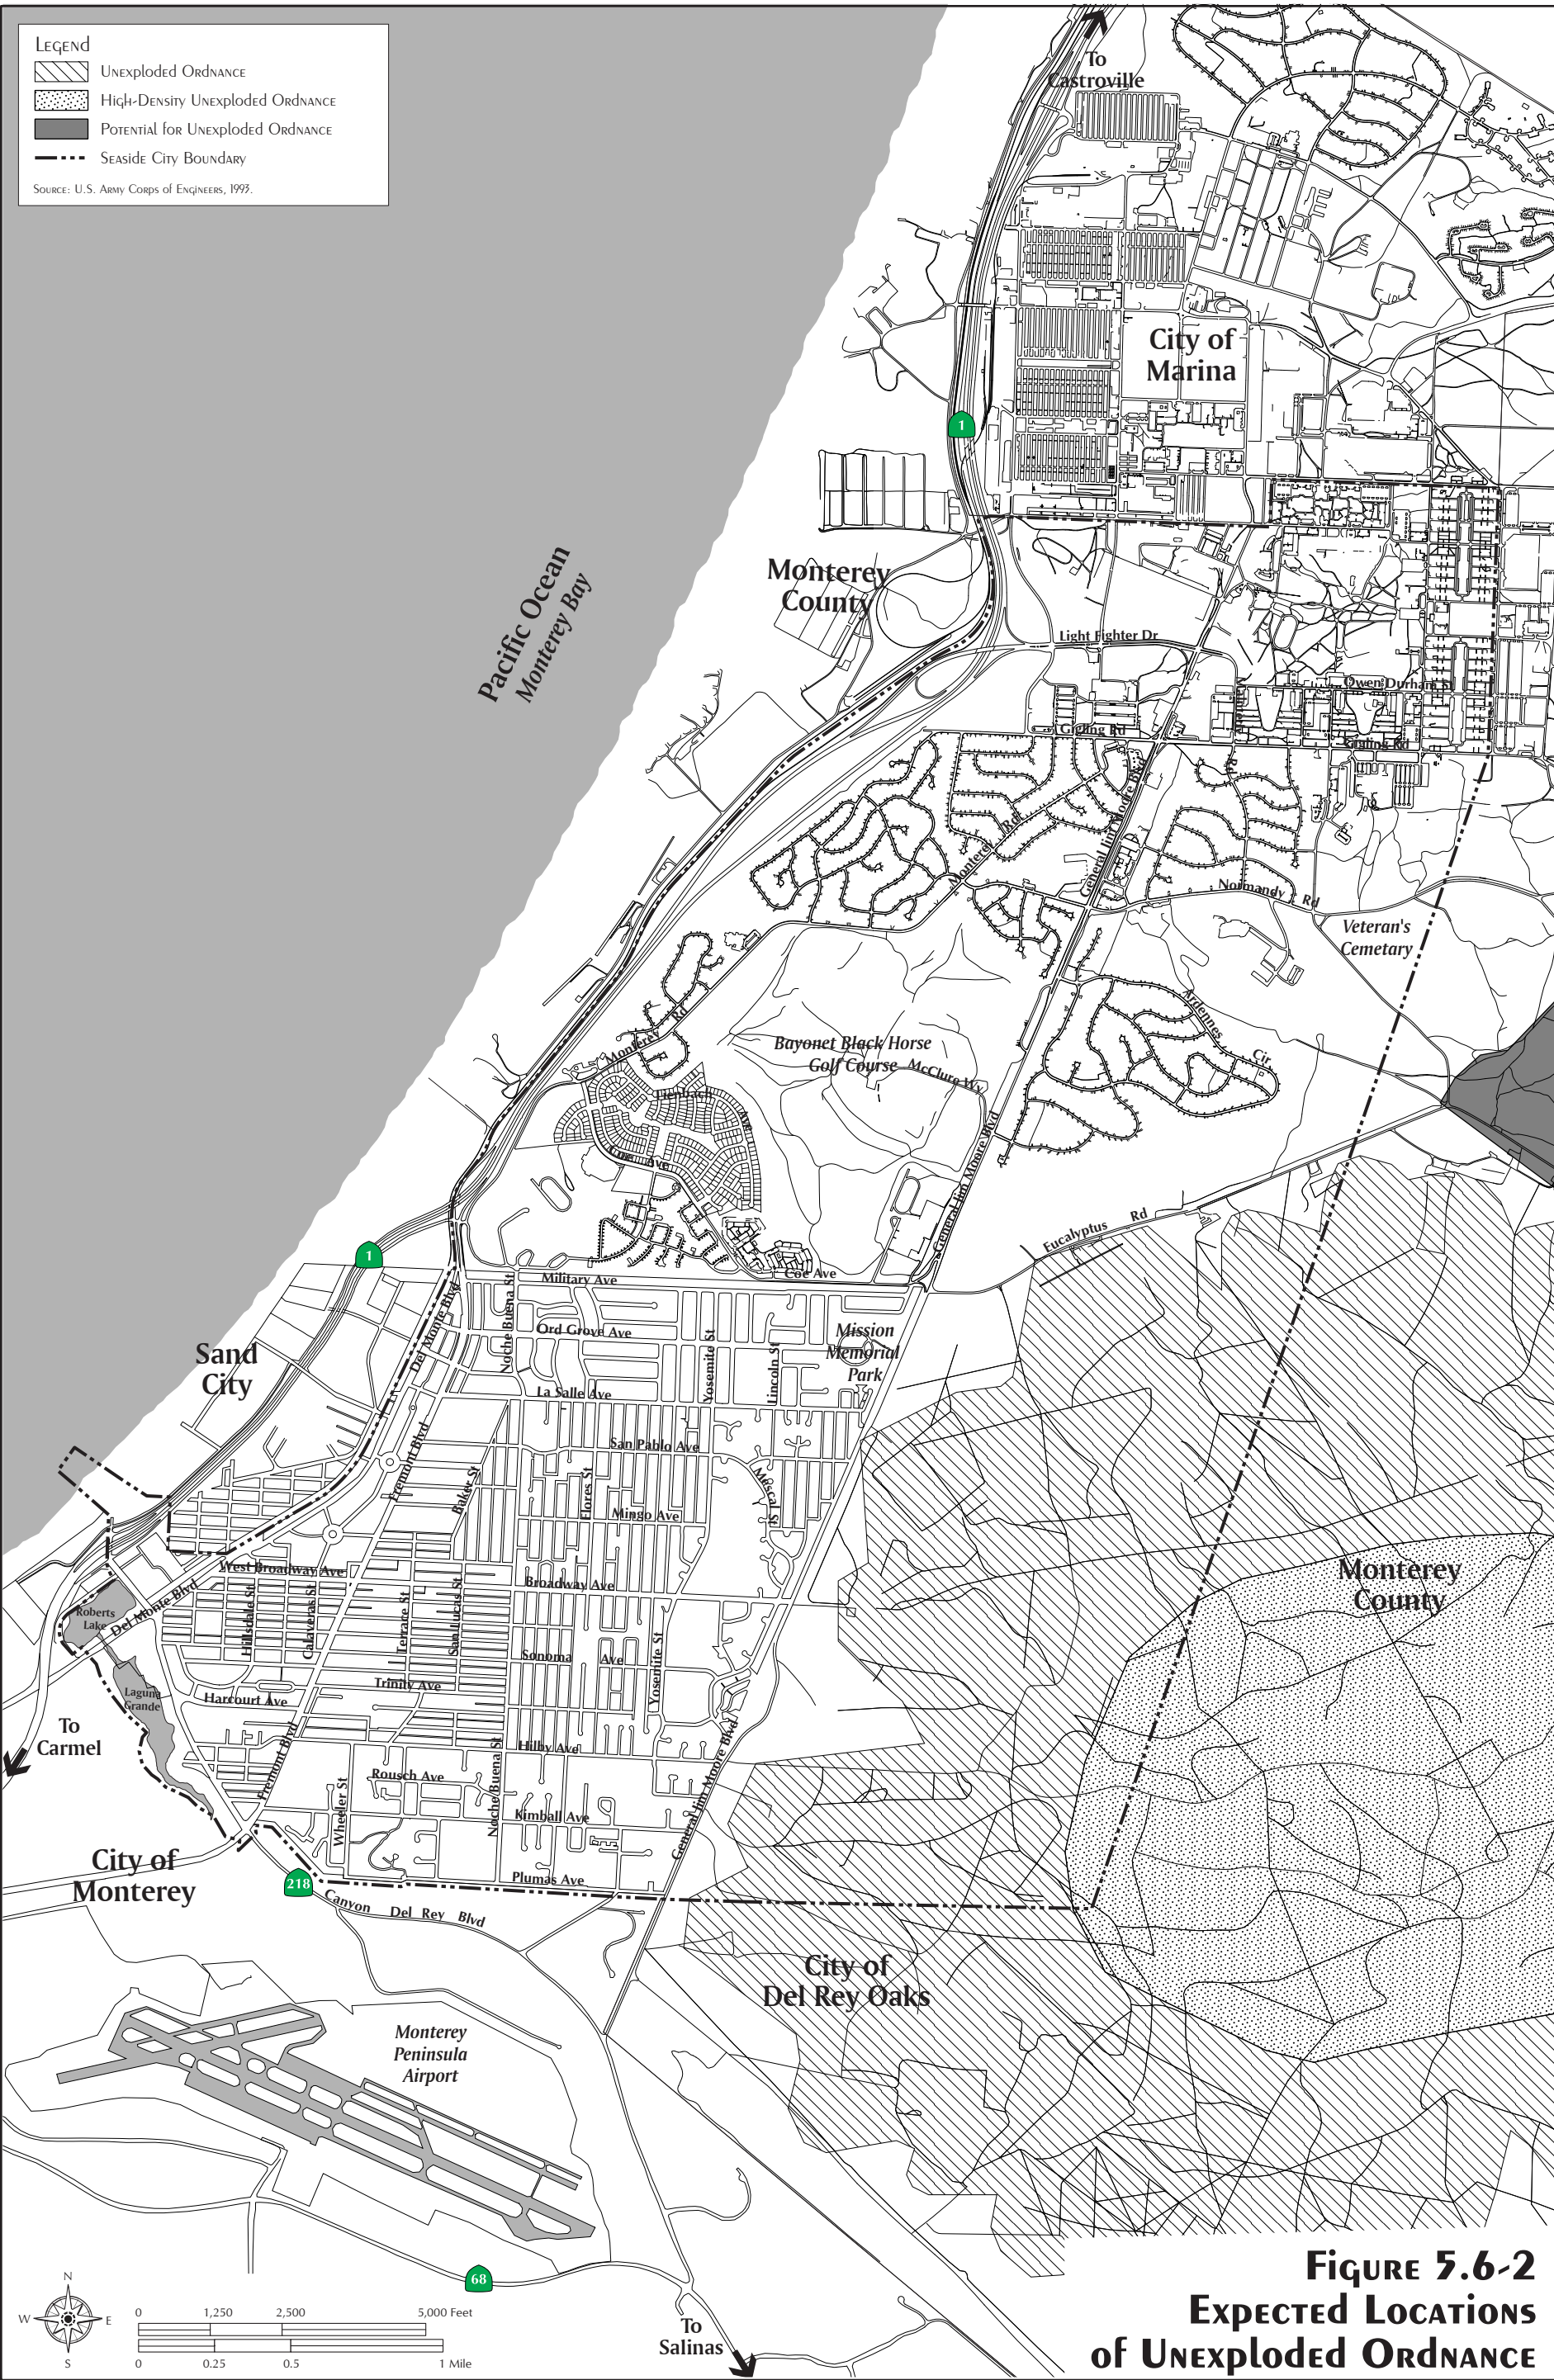 Legend
Unexploded Ordnance
High-Density Unexploded Ordnance
Potential for Unexploded Ordnance
Seaside City Boundary
Source: U.S. Army Corps of Engineers, 1993.
To
Castroville
City of
Marina
1
Pacific Ocean
Monterey Bay
Monterey
County
Light Fighter Dr
Owen Durham St
Gigling Rd
Gigling Rd
Monterey Rd
General Jim Moore Blvd
Normandy Rd
Veteran's
Cemetary
Ardennes Cir
Monterey Rd
Bayonet Black Horse
Golf Course
McClure Wy
Fienbach Ave
Coe Ave
General Jim Moore Blvd
Eucalyptus Rd
1
Military Ave
Coe Ave
Del Monte Blvd
Noche Buena St
Ord Grove Ave
Yosemite St
Lincoln St
Mission
Memorial
Park
Sand
City
La Salle Ave
Fremont Blvd
San Pablo Ave
Baker St
Flores St
Mescal St
Mingo Ave
West Broadway Ave
Broadway Ave
Monterey
County
Roberts
Lake
Del Monte Blvd
Hillsdale St
Calaveras St
Terrace St
San Lucas St
Sonoma Ave
Yosemite St
Trinity Ave
Laguna
Grande
Harcourt Ave
To
Carmel
Fremont Blvd
Hilby Ave
Noche Buena St
Rousch Ave
Wheeler St
Kimball Ave
General Jim Moore Blvd
City of
Monterey
218
Plumas Ave
Canyon Del Rey Blvd
City of
Del Rey Oaks
Monterey
Peninsula
Airport
68
To
Salinas
N
W E
S
0 1,250 2,500 5,000 Feet
0 0.25 0.5 1 Mile
Figure 5.6-2
Expected Locations
of Unexploded Ordnance